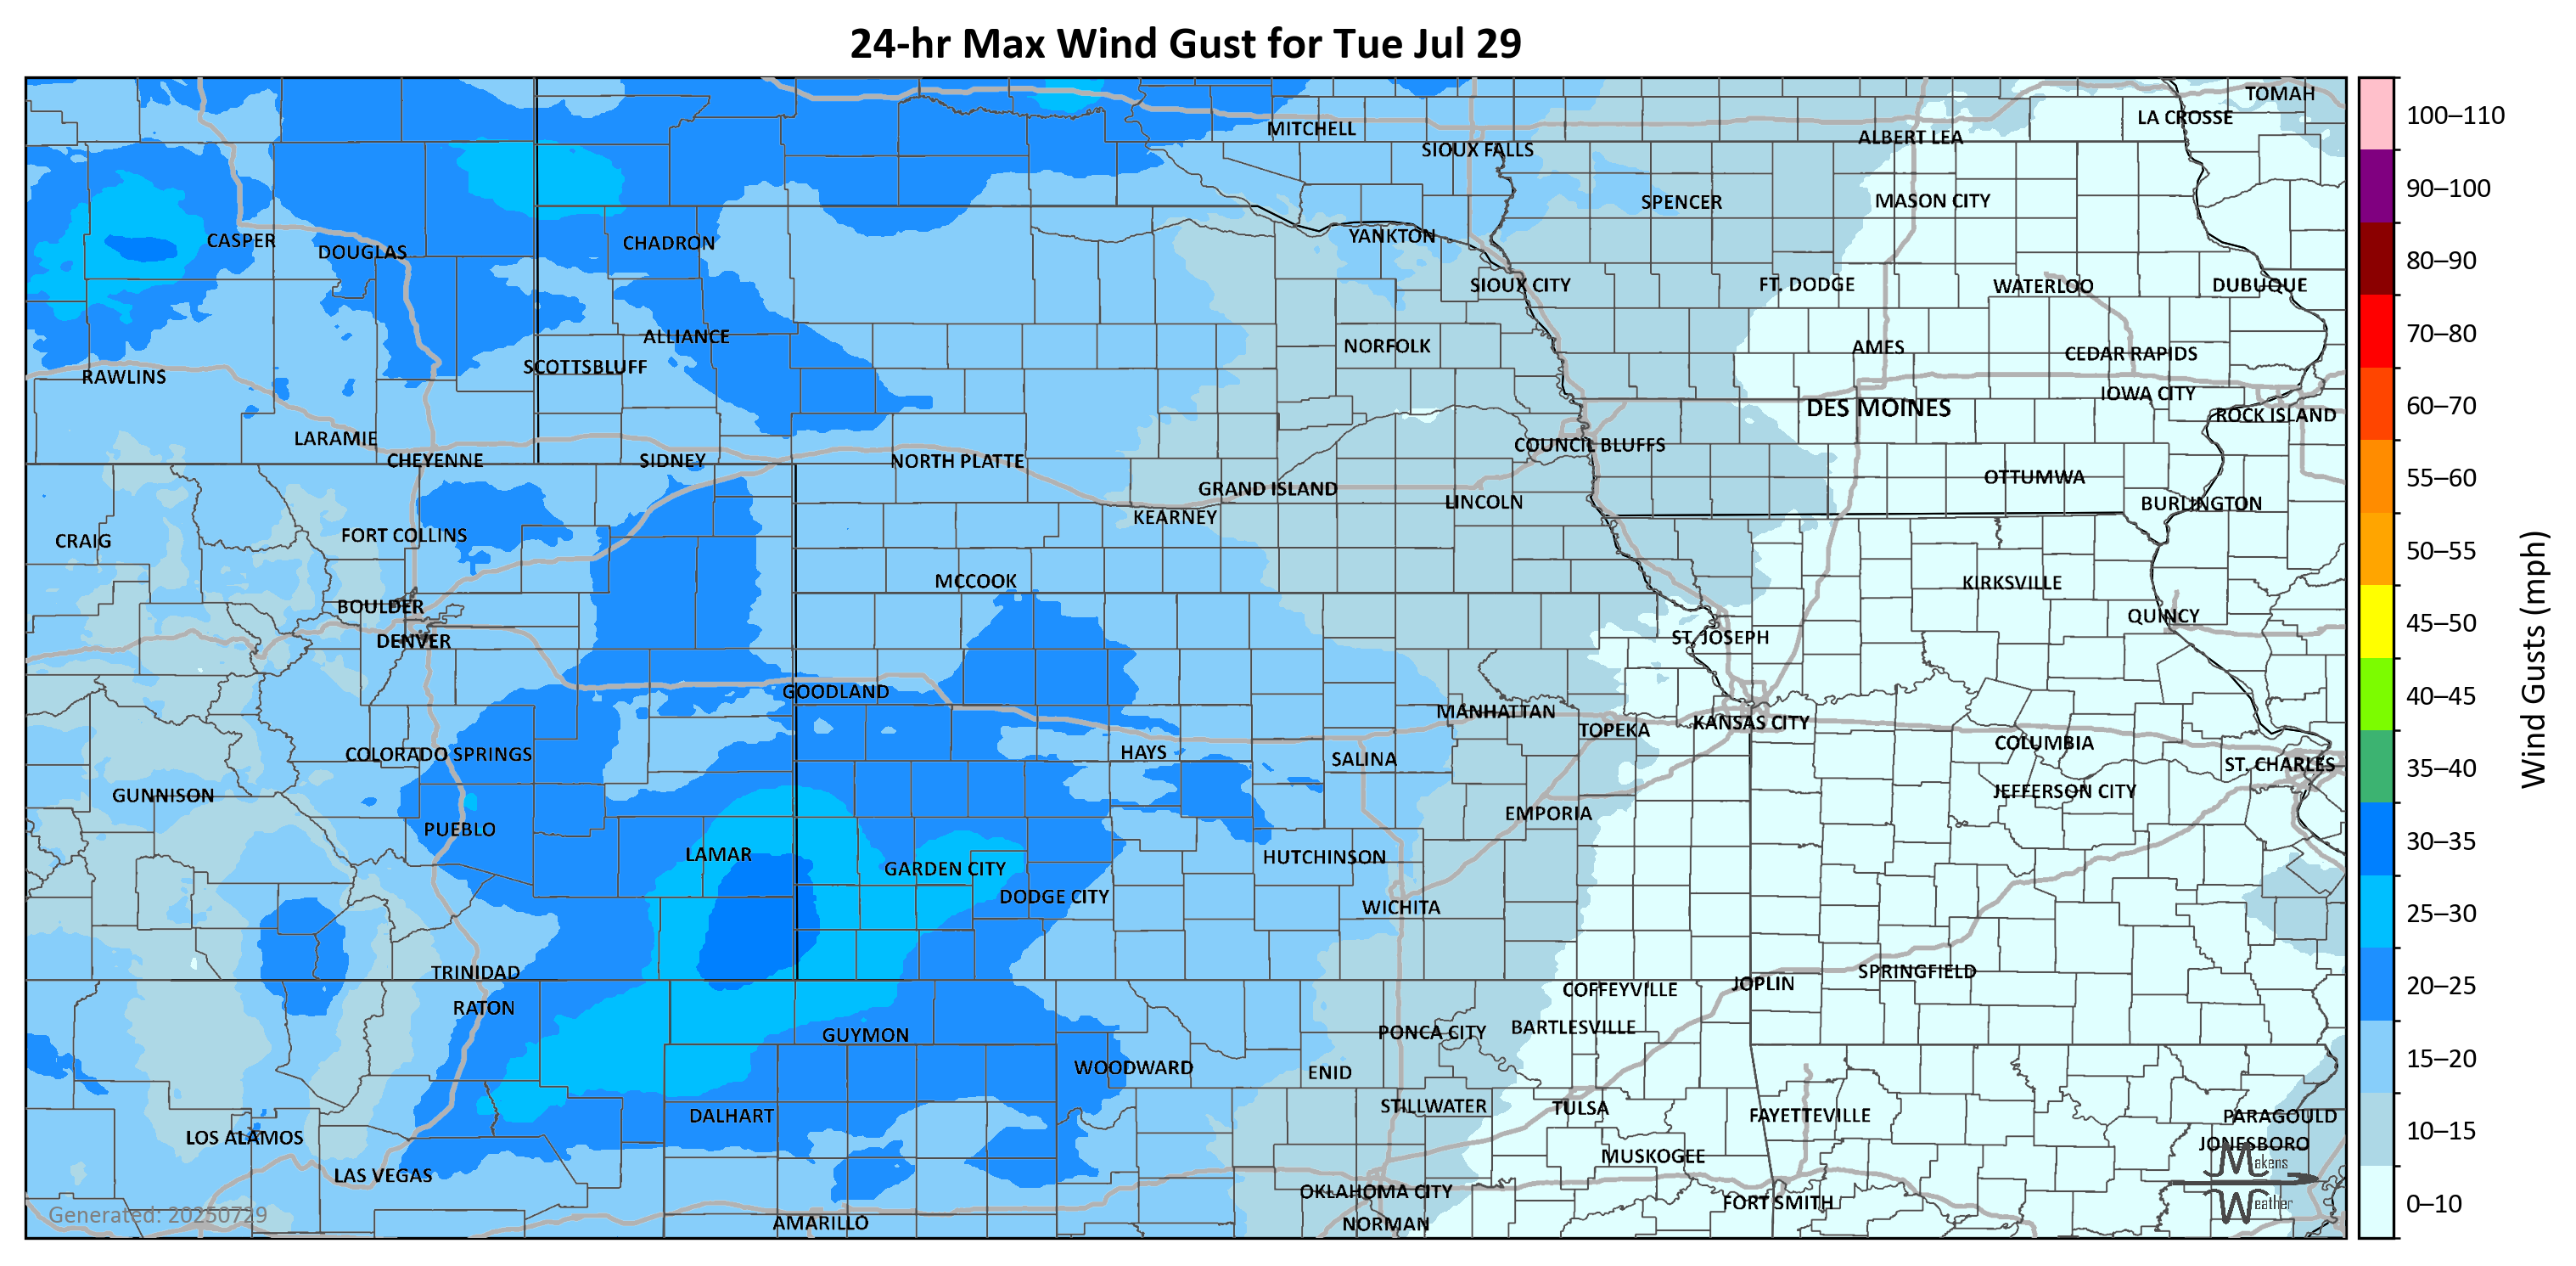 24-hr Max Wind Gust for Tue Jul 29
TOMAH
LA CROSSE
MITCHELL
ALBERT LEA
SIOUX FALLS
SPENCER
MASON CITY
CASPER
DOUGLAS
CHADRON
YANKTON
SIOUX CITY
FT. DODGE
WATERLOO
DUBUQUE
ALLIANCE
NORFOLK
AMES
CEDAR RAPIDS
SCOTTSBLUFF
RAWLINS
IOWA CITY
DES MOINES
ROCK ISLAND
LARAMIE
COUNCIL BLUFFS
CHEYENNE
SIDNEY
NORTH PLATTE
OTTUMWA
GRAND ISLAND
LINCOLN
BURLINGTON
KEARNEY
CRAIG
FORT COLLINS
MCCOOK
KIRKSVILLE
BOULDER
QUINCY
DENVER
ST. JOSEPH
GOODLAND
MANHATTAN
KANSAS CITY
TOPEKA
COLUMBIA
COLORADO SPRINGS
HAYS
SALINA
ST. CHARLES
GUNNISON
JEFFERSON CITY
EMPORIA
PUEBLO
LAMAR
HUTCHINSON
GARDEN CITY
DODGE CITY
WICHITA
TRINIDAD
SPRINGFIELD
JOPLIN
COFFEYVILLE
RATON
BARTLESVILLE
PONCA CITY
GUYMON
WOODWARD
ENID
STILLWATER
TULSA
DALHART
FAYETTEVILLE
PARAGOULD
LOS ALAMOS
JONESBORO
MUSKOGEE
LAS VEGAS
OKLAHOMA CITY
FORT SMITH
AMARILLO
NORMAN
Generated: 20250729
Makens
Weather
100–110
90–100
80–90
70–80
60–70
55–60
50–55
45–50
40–45
35–40
30–35
25–30
20–25
15–20
10–15
0–10
Wind Gusts (mph)